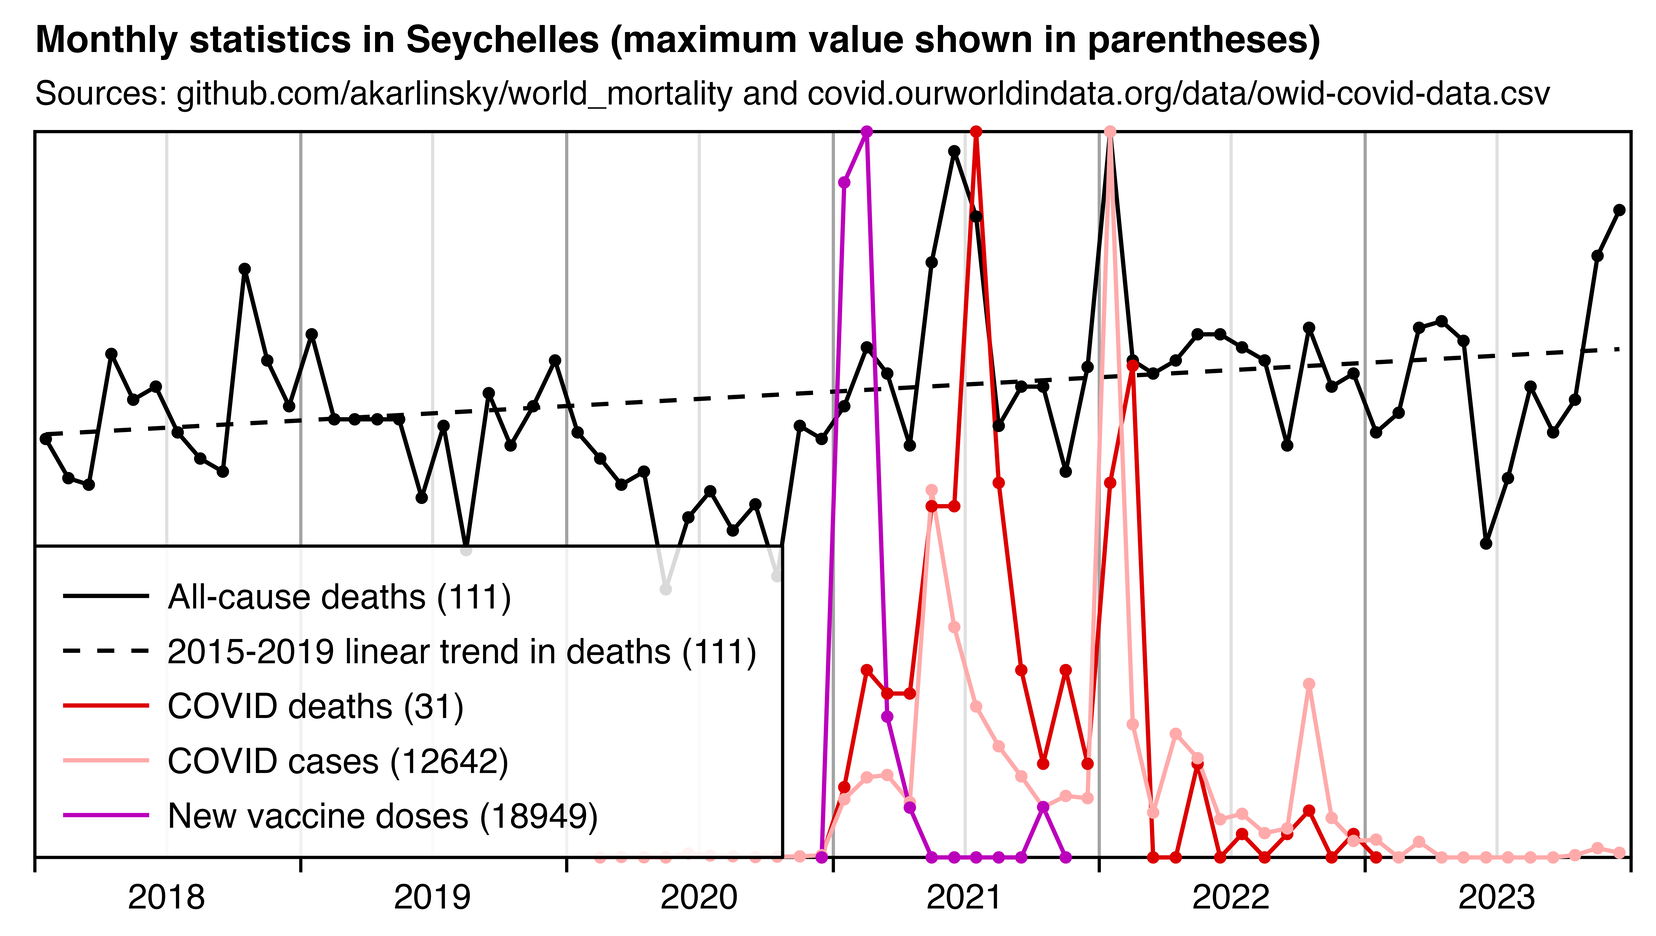 Monthly statistics in Seychelles (maximum value shown in parentheses)
Sources: github.com/akarlinsky/world_mortality and covid.ourworldindata.org/data/owid-covid-data.csv
All-cause deaths (111)
2015-2019 linear trend in deaths (111)
COVID deaths (31)
COVID cases (12642)
New vaccine doses (18949)
2018 2019 2020 2021 2022 2023